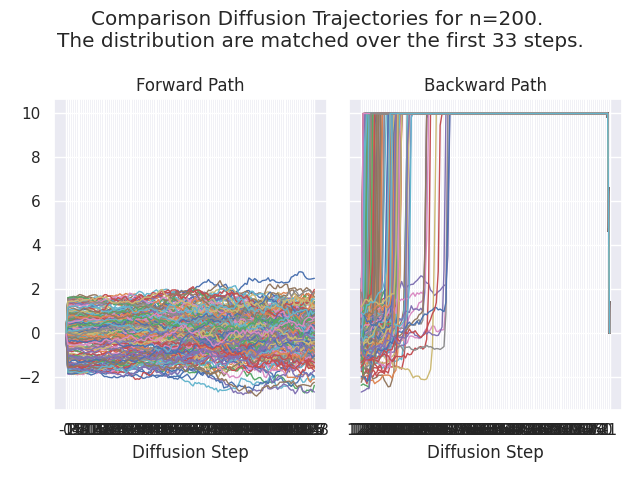 Comparison Diffusion Trajectories for n=200.
The distribution are matched over the first 33 steps.
Forward Path
Backward Path
10
8
6
4
2
0
−2
Diffusion Step
Diffusion Step